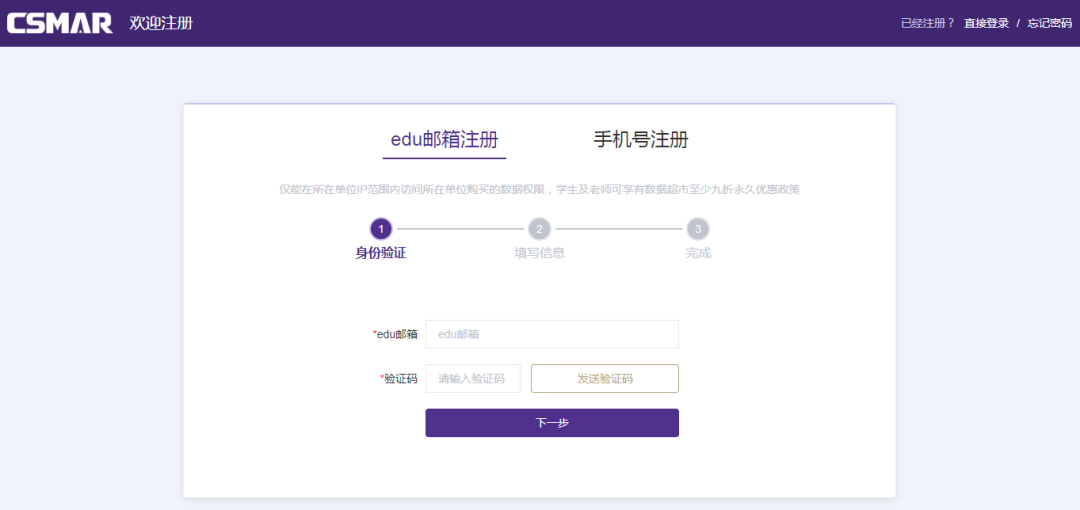 CSMAR 欢迎注册 已经注册? 直接登录 / 忘记密码
edu邮箱注册 手机号注册
仅能在所在单位IP范围内访问所在单位购买的数据权限，学生及老师可享有数据超市至少九折永久优惠政策
1 2 3
身份验证 填写信息 完成
*edu邮箱 edu邮箱
*验证码 请输入验证码 发送验证码
下一步